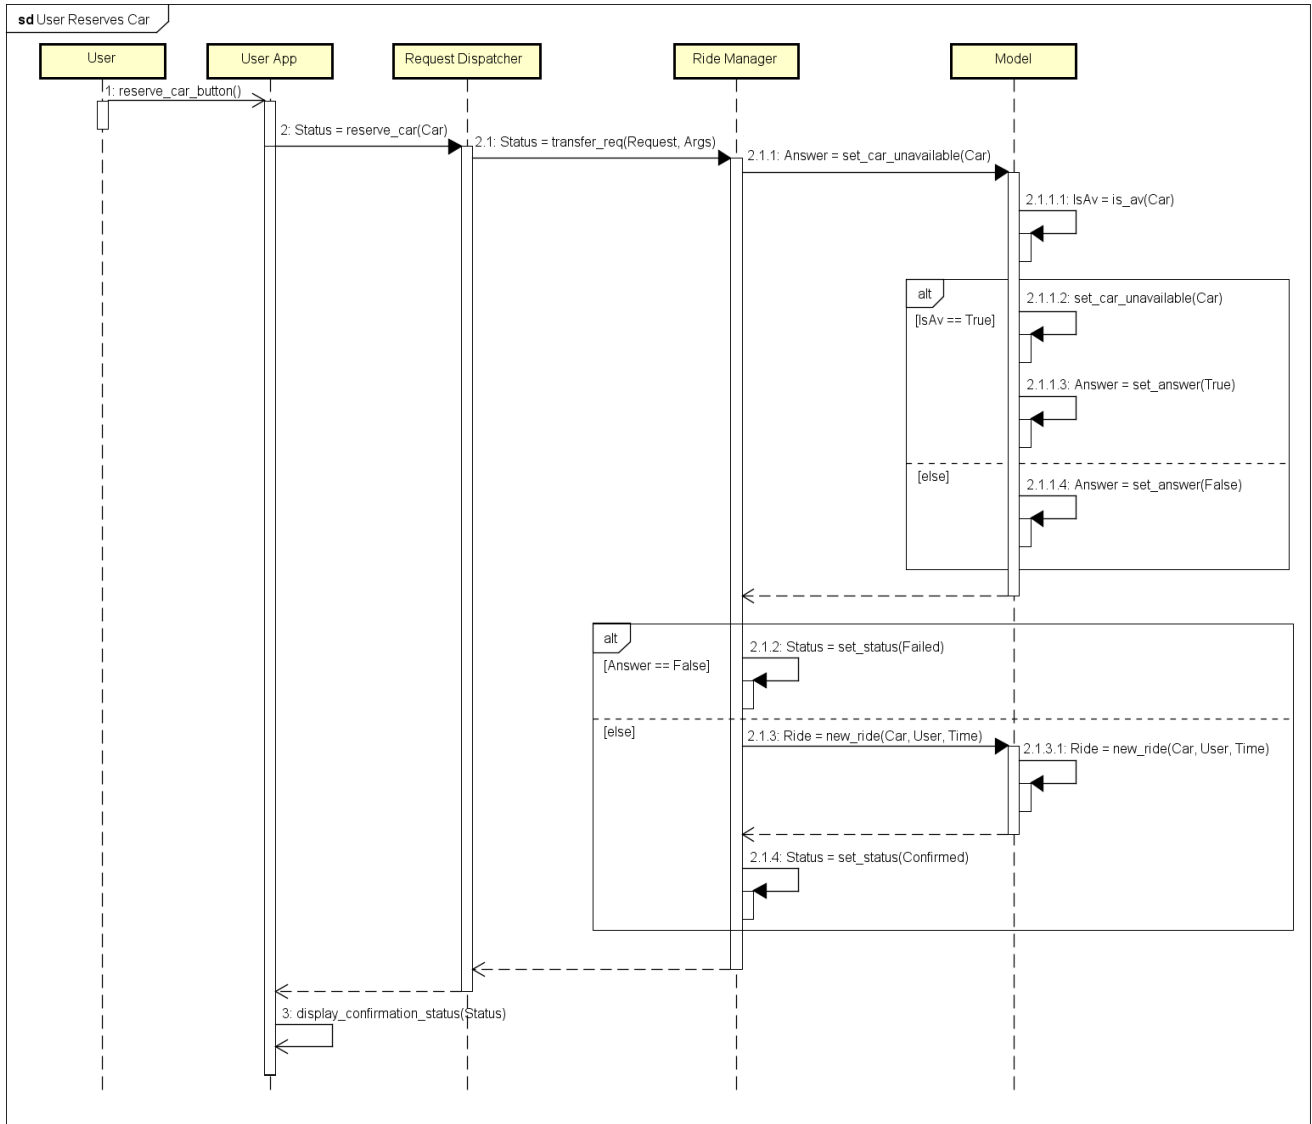 sd User Reserves Car
User
User App
Request Dispatcher
Ride Manager
Model
1: reserve_car_button()
2: Status = reserve_car(Car)
2.1: Status = transfer_req(Request, Args)
2.1.1: Answer = set_car_unavailable(Car)
2.1.1.1: IsAv = is_av(Car)
alt
[IsAv == True]
2.1.1.2: set_car_unavailable(Car)
2.1.1.3: Answer = set_answer(True)
[else]
2.1.1.4: Answer = set_answer(False)
alt
[Answer == False]
2.1.2: Status = set_status(Failed)
[else]
2.1.3: Ride = new_ride(Car, User, Time)
2.1.3.1: Ride = new_ride(Car, User, Time)
2.1.4: Status = set_status(Confirmed)
3: display_confirmation_status(Status)